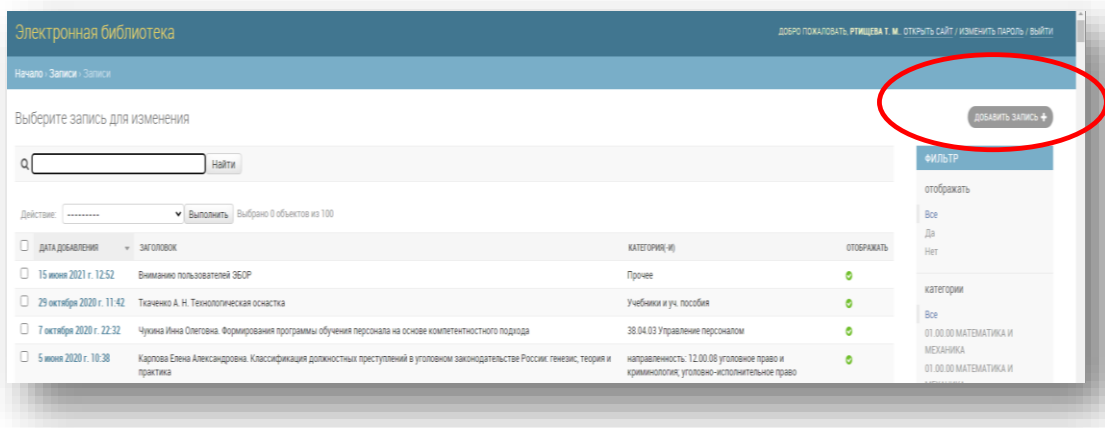 Электронная библиотека
ДОБРО ПОЖАЛОВАТЬ, РТИЩЕВА Т. М.. ОТКРЫТЬ САЙТ / ИЗМЕНИТЬ ПАРОЛЬ / ВЫЙТИ
Начало › Записи › Записи
Выберите запись для изменения
ДОБАВИТЬ ЗАПИСЬ +
Найти
Действие: --------- Выполнить Выбрано 0 объектов из 100
ДАТА ДОБАВЛЕНИЯ ЗАГОЛОВОК КАТЕГОРИЯ(-И) ОТОБРАЖАТЬ
15 июня 2021 г. 12:52 Вниманию пользователей ЭБОР Прочее
29 октября 2020 г. 11:42 Ткаченко А. Н. Технологическая оснастка Учебники и уч. пособия
7 октября 2020 г. 22:32 Чукина Инна Олеговна. Формирования программы обучения персонала на основе компетентностного подхода 38.04.03 Управление персоналом
5 июня 2020 г. 10:38 Карпова Елена Александровна. Классификация должностных преступлений в уголовном законодательстве России: генезис, теория и направленность: 12.00.08 уголовное право и
практика криминология; уголовно-исполнительное право
ФИЛЬТР
отображать
Все
Да
Нет
категории
Все
01.00.00 МАТЕМАТИКА И
МЕХАНИКА
01.00.00 МАТЕМАТИКА И